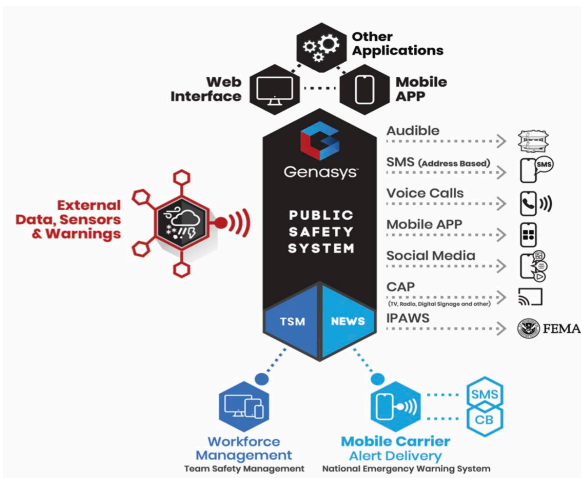 Other
Applications
Web
Interface
Mobile
APP
Genasys
PUBLIC
SAFETY
SYSTEM
External
Data, Sensors
& Warnings
Audible
SMS (Address Based)
SMS
Voice Calls
Mobile APP
Social Media
CAP
(TV, Radio, Digital Signage and other)
IPAWS
FEMA
TSM
NEWS
Workforce
Management
Team Safety Management
Mobile Carrier
Alert Delivery
National Emergency Warning System
SMS
CB